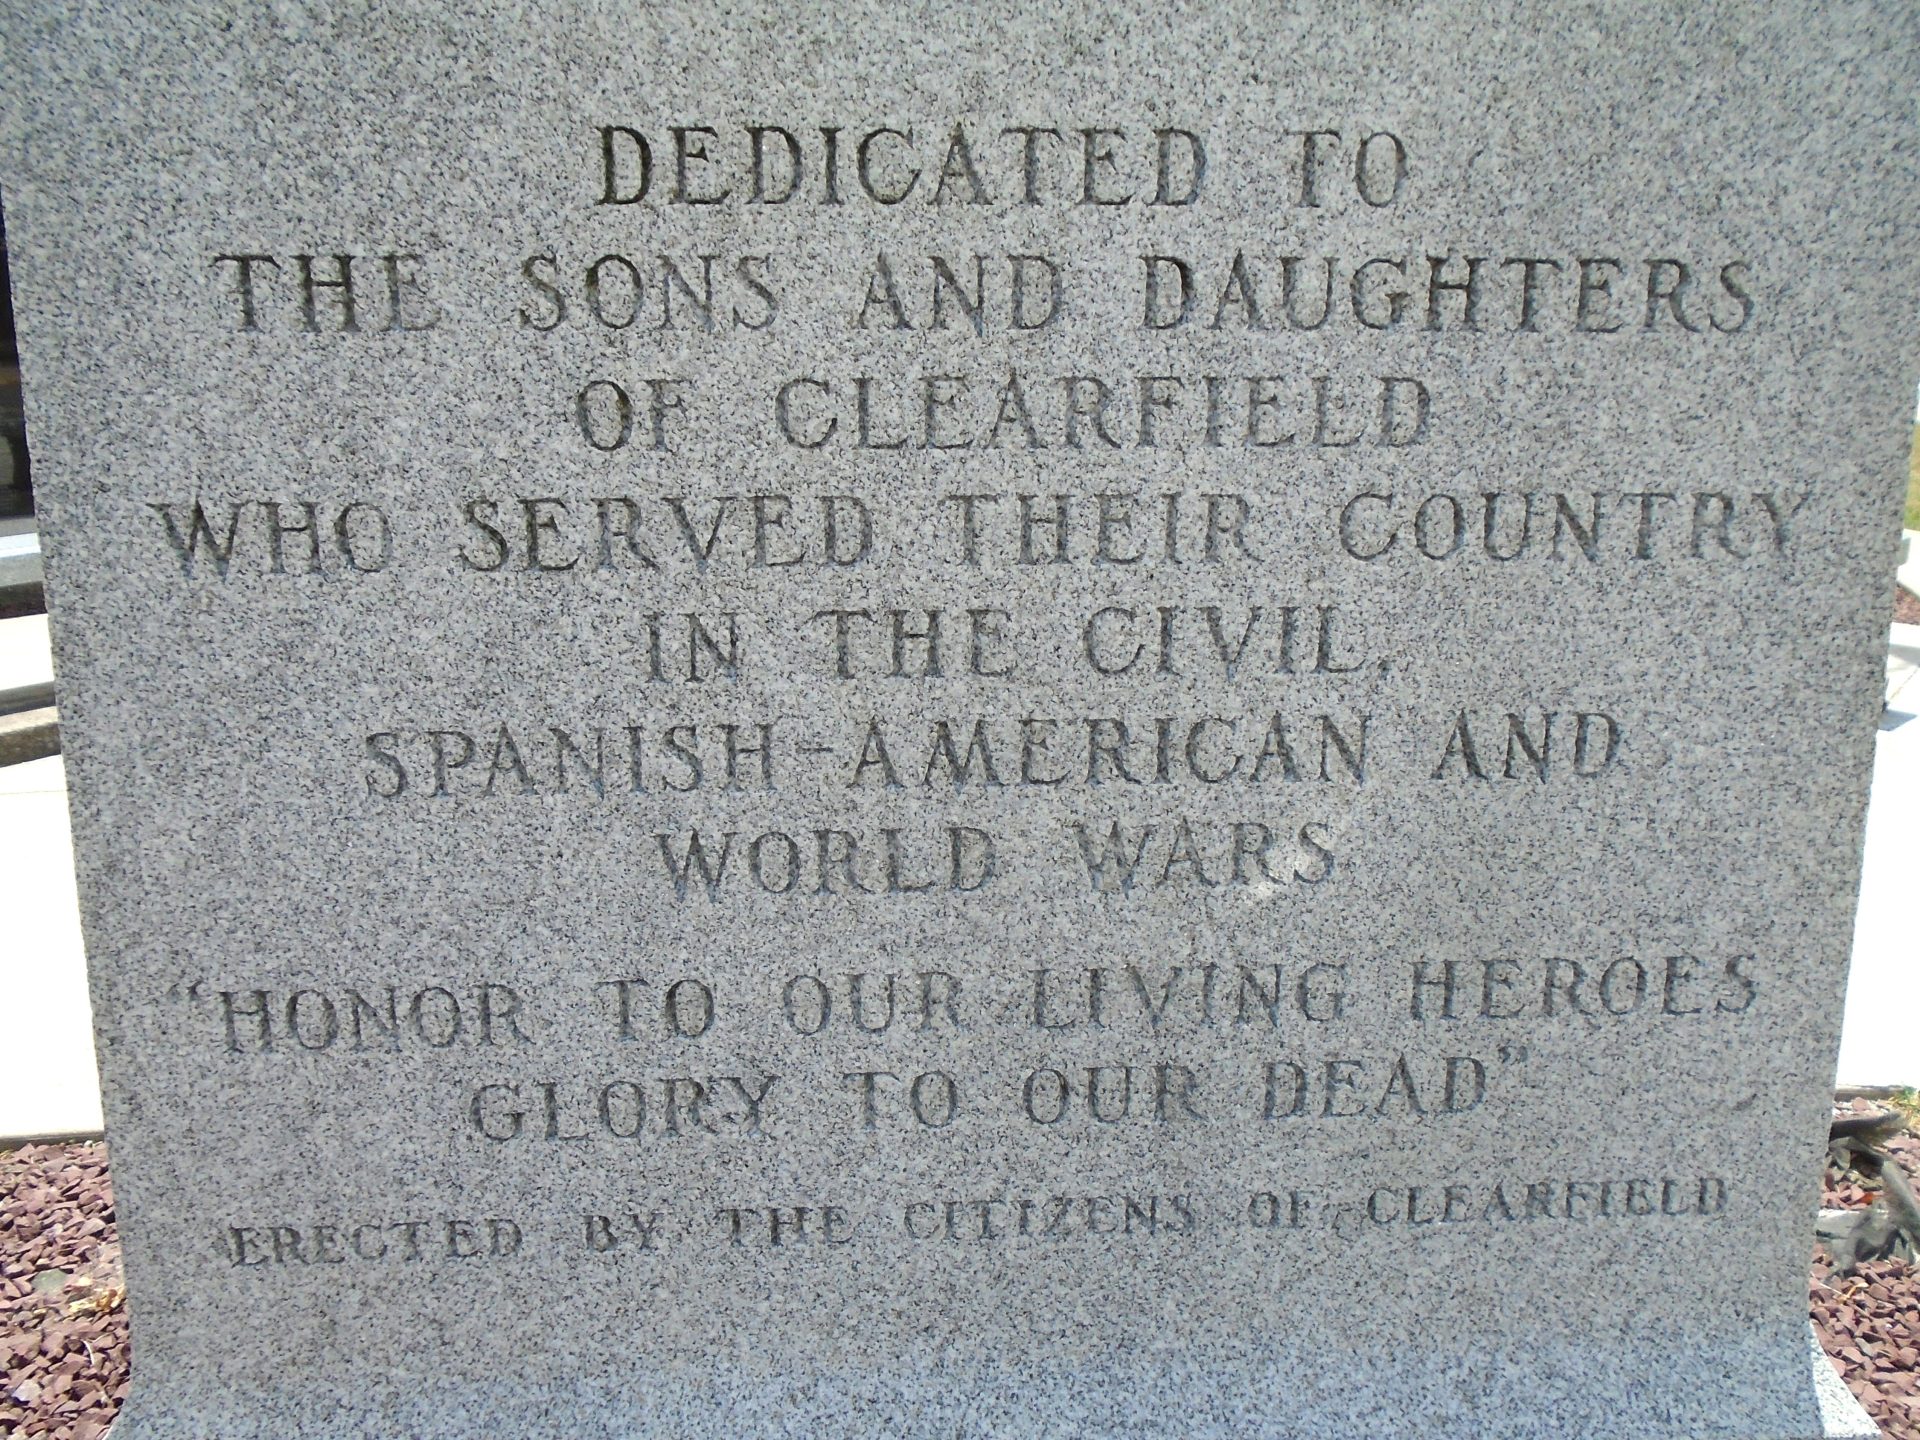 DEDICATED TO
THE SONS AND DAUGHTERS
OF CLEARFIELD
WHO SERVED THEIR COUNTRY
IN THE CIVIL,
SPANISH-AMERICAN AND
WORLD WARS
"HONOR TO OUR LIVING HEROES
GLORY TO OUR DEAD"
ERECTED BY THE CITIZENS OF CLEARFIELD